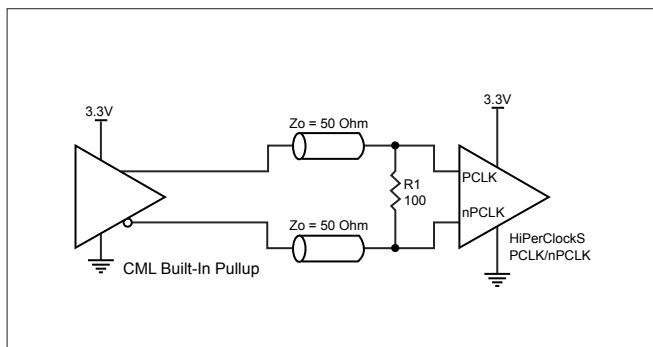 3.3V
3.3V
Zo = 50 Ohm
PCLK
R1
100
nPCLK
Zo = 50 Ohm
HiPerClockS
PCLK/nPCLK
CML Built-In Pullup